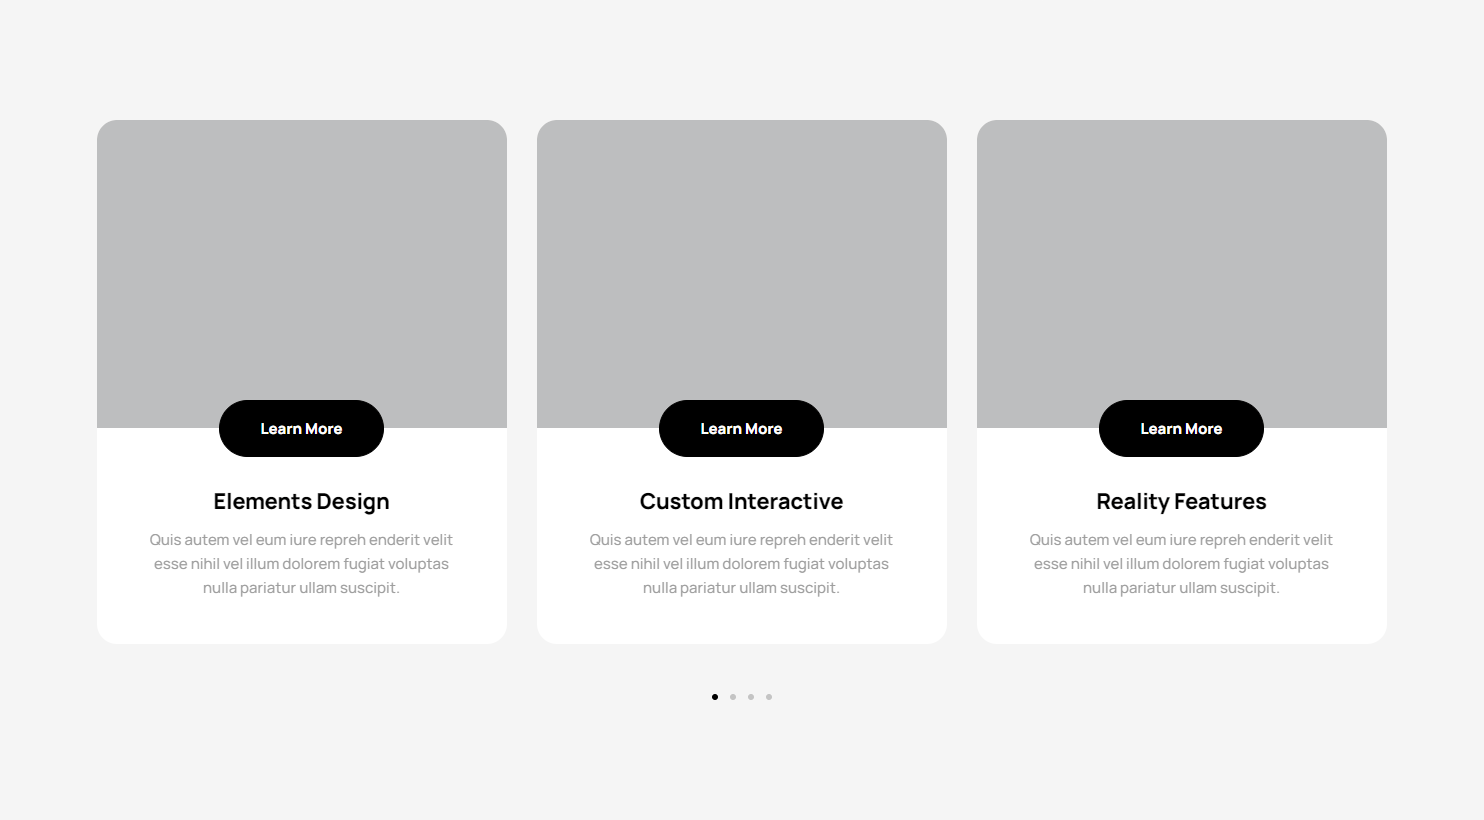 Learn More
Elements Design
Quis autem vel eum iure repreh enderit velit
esse nihil vel illum dolorem fugiat voluptas
nulla pariatur ullam suscipit.
Learn More
Custom Interactive
Quis autem vel eum iure repreh enderit velit
esse nihil vel illum dolorem fugiat voluptas
nulla pariatur ullam suscipit.
Learn More
Reality Features
Quis autem vel eum iure repreh enderit velit
esse nihil vel illum dolorem fugiat voluptas
nulla pariatur ullam suscipit.